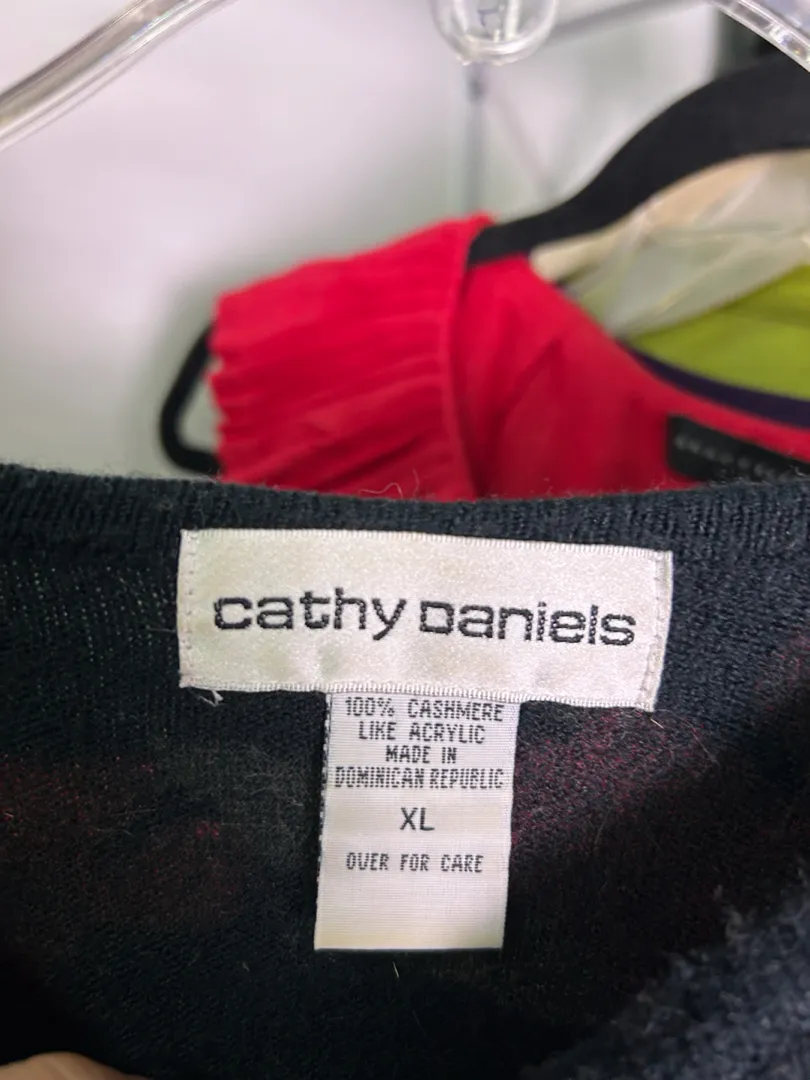 cathy Daniels
100% CASHMERE
LIKE ACRYLIC
MADE IN
DOMINICAN REPUBLIC
XL
OVER FOR CARE